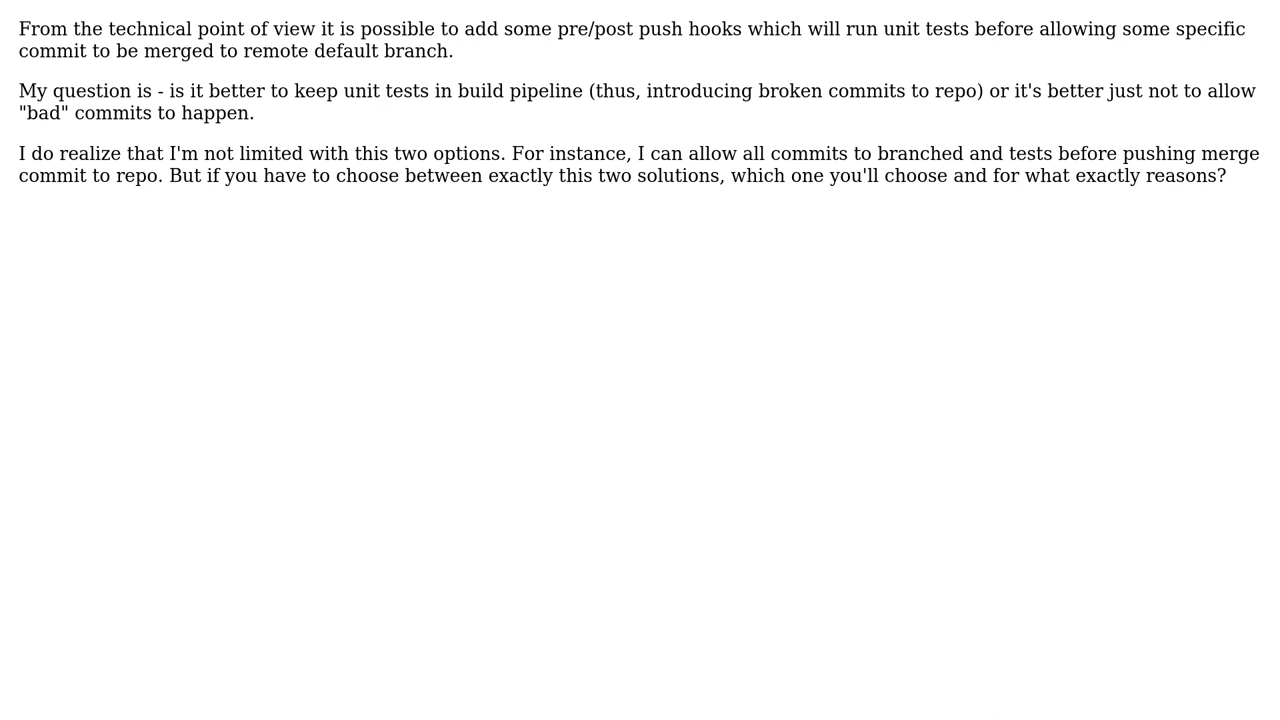 From the technical point of view it is possible to add some pre/post push hooks which will run unit tests before allowing some specific
commit to be merged to remote default branch.
My question is - is it better to keep unit tests in build pipeline (thus, introducing broken commits to repo) or it's better just not to allow
"bad" commits to happen.
I do realize that I'm not limited with this two options. For instance, I can allow all commits to branched and tests before pushing merge
commit to repo. But if you have to choose between exactly this two solutions, which one you'll choose and for what exactly reasons?